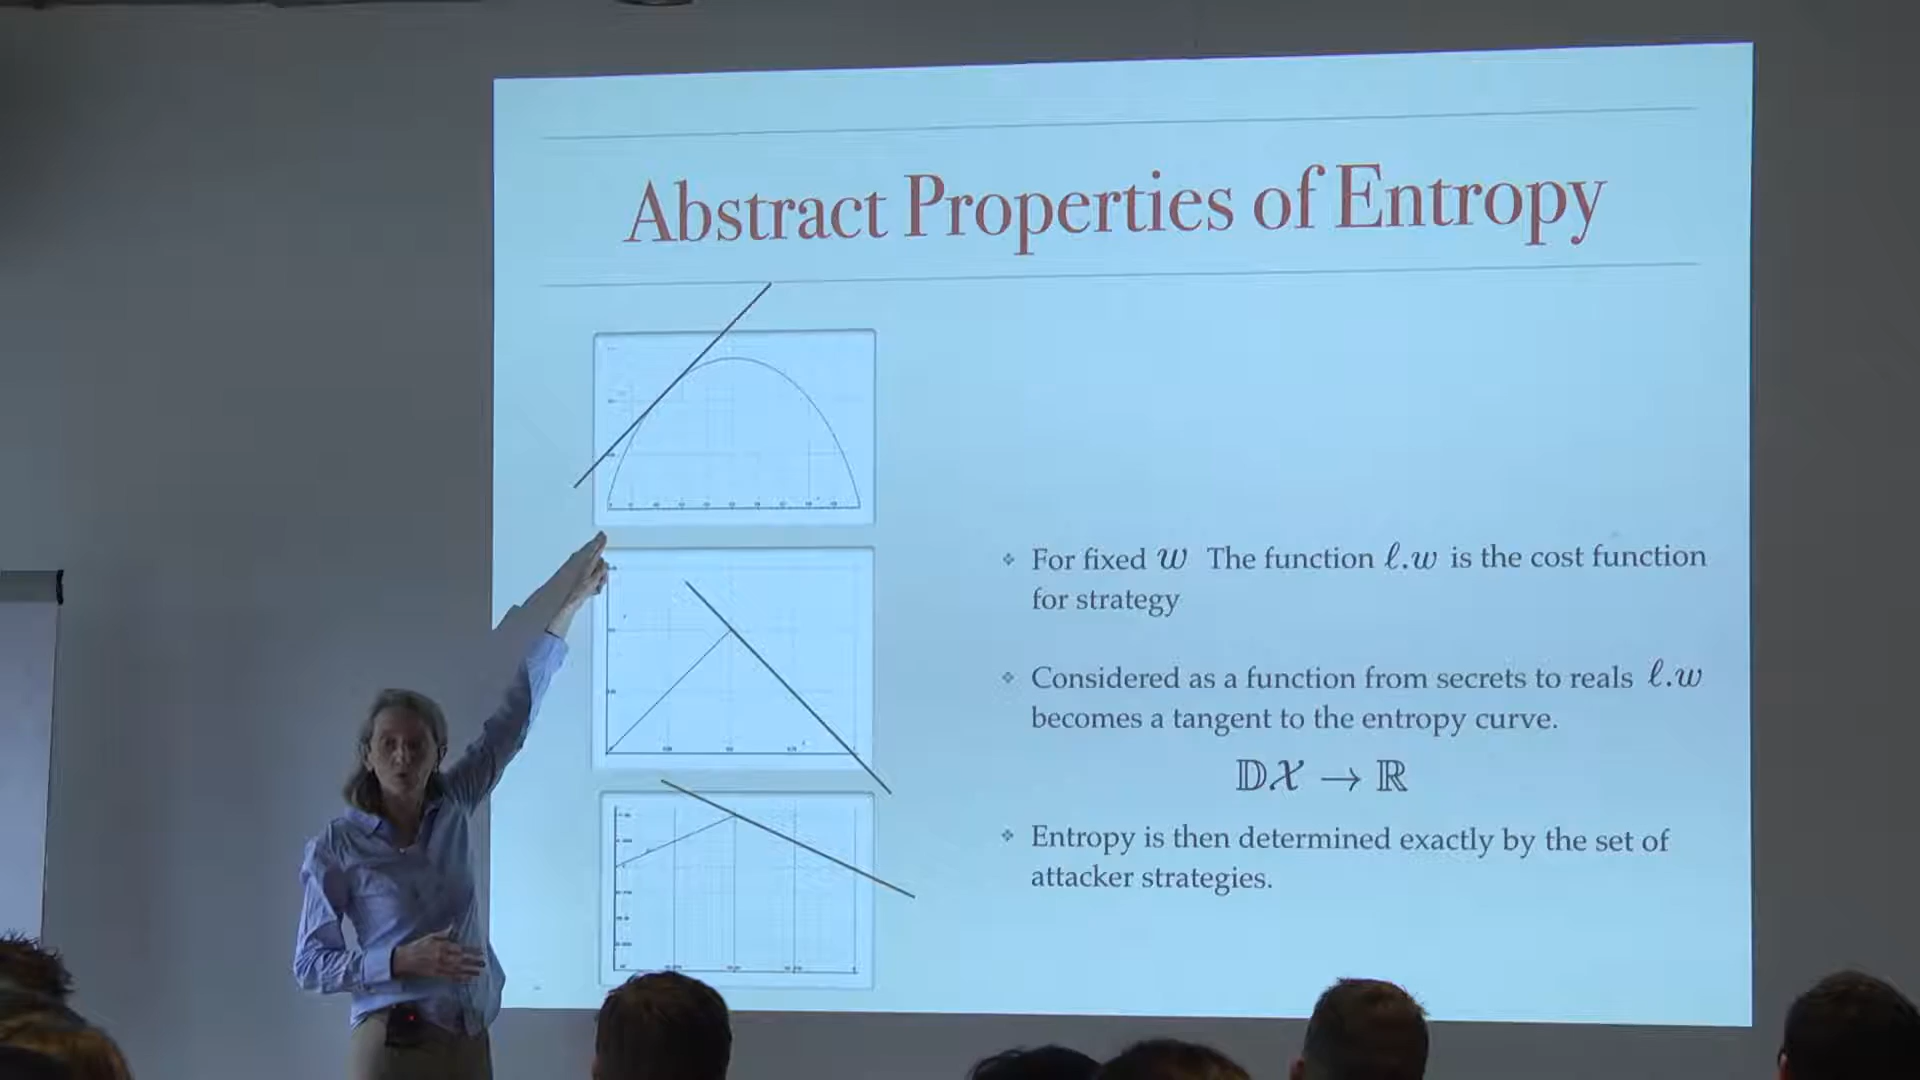 Abstract Properties of Entropy
❖ For fixed w The function ℓ.w is the cost function
for strategy
❖ Considered as a function from secrets to reals ℓ.w
becomes a tangent to the entropy curve.
𝔻𝒳 → ℝ
❖ Entropy is then determined exactly by the set of
attacker strategies.